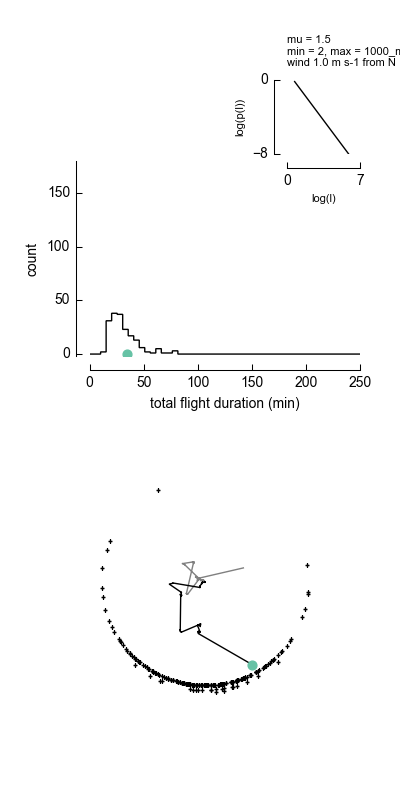 mu = 1.5
min = 2, max = 1000_m
wind 1.0 m s-1 from N
0
log(p(l))
−8
0 7
log(l)
150
100
count
50
0
0 50 100 150 200 250
total flight duration (min)